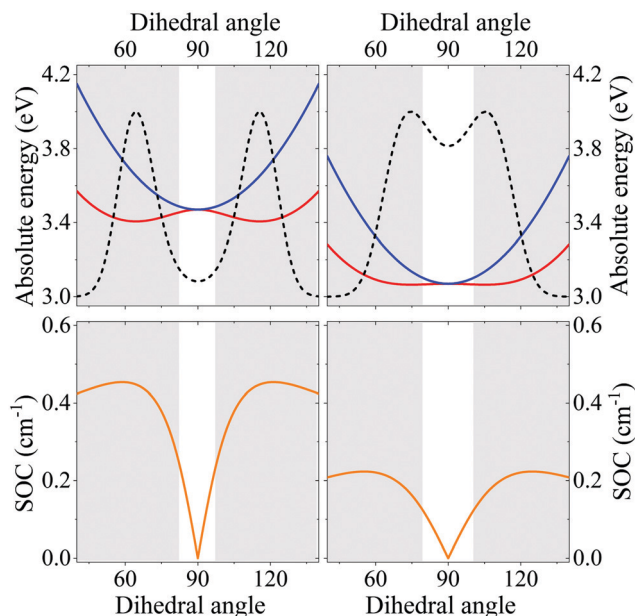 Dihedral angle
Dihedral angle
60 90 120
60 90 120
Absolute energy (eV)
4.2
3.8
3.4
3.0
4.2
3.8
3.4
3.0
Absolute energy (eV)
SOC (cm-1)
0.6
0.4
0.2
0.0
0.6
0.4
0.2
0.0
SOC (cm-1)
60 90 120
60 90 120
Dihedral angle
Dihedral angle